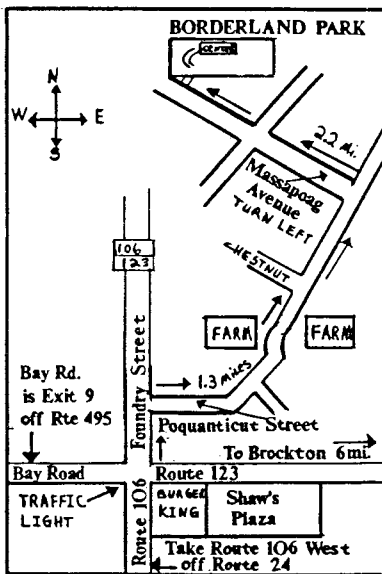 BORDERLAND PARK
N
W E
S
2.2 mi.
Massapoag
Avenue
TURN LEFT
106
123
CHESTNUT
FARM
FARM
Foundry Street
1.3 miles
Bay Rd.
is Exit 9
off Rte 495
Poquanticut Street
To Brockton 6mi.
Bay Road
Route 123
TRAFFIC
LIGHT
Route 106
BURGER
KING
Shaw's
Plaza
Take Route 106 West
off Route 24